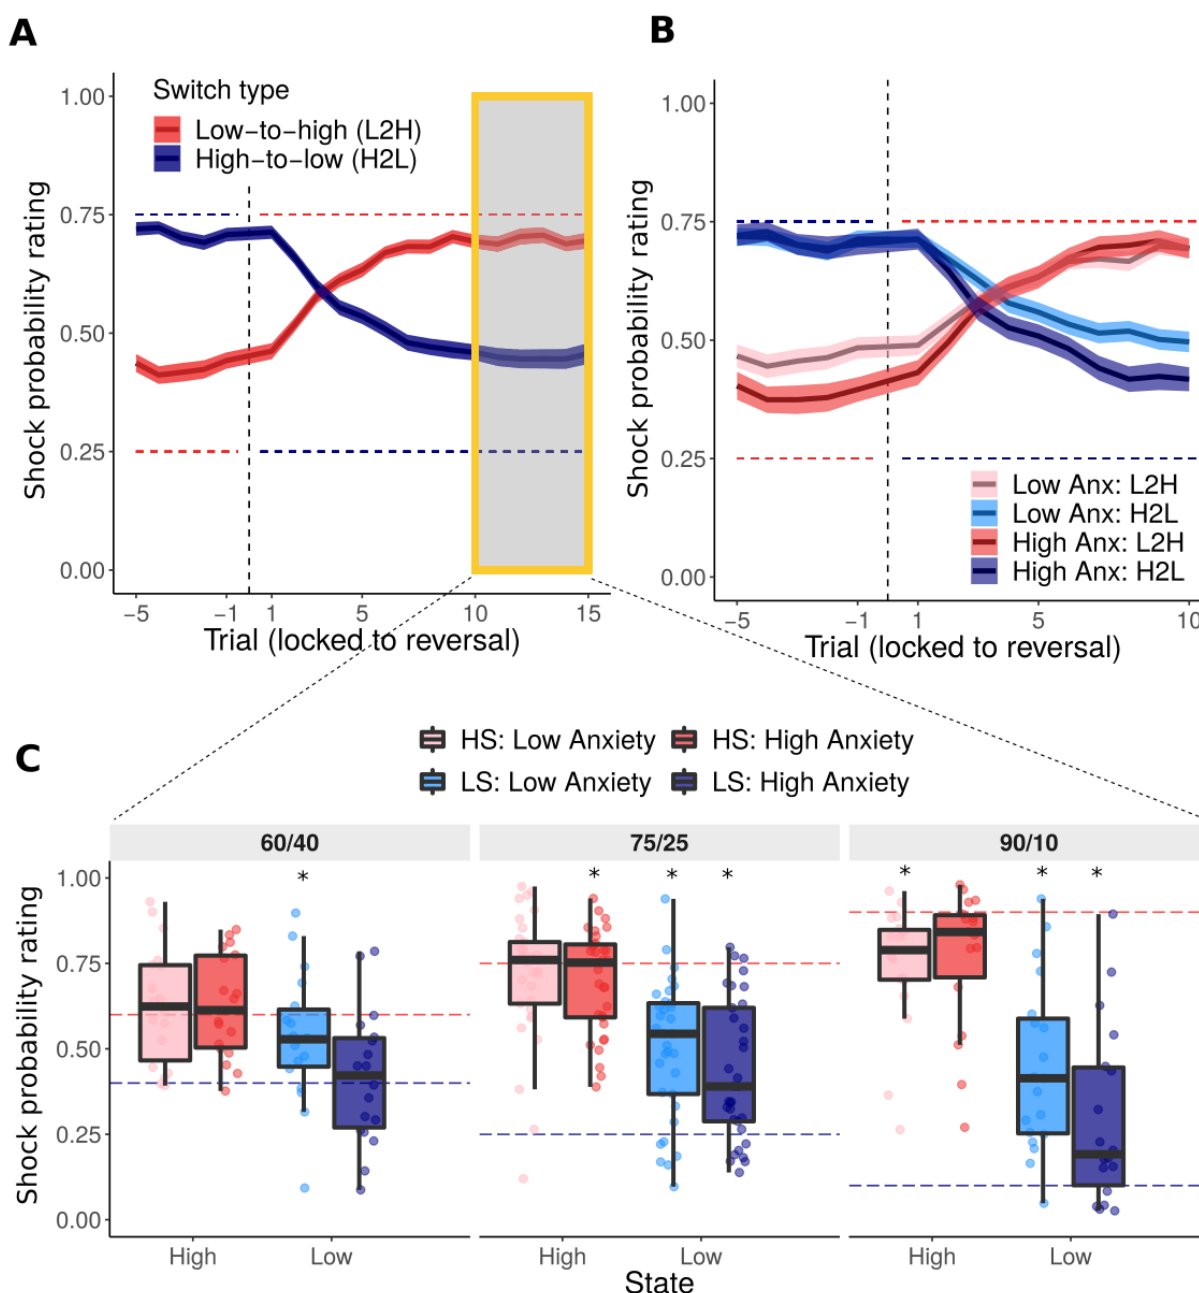 A
B
Switch type
Low−to−high (L2H)
High−to−low (H2L)
Shock probability rating
1.00
0.75
0.50
0.25
0.00
−5 −1 1 5 10 15
Trial (locked to reversal)
Shock probability rating
1.00
0.75
0.50
0.25
0.00
Low Anx: L2H
Low Anx: H2L
High Anx: L2H
High Anx: H2L
−5 −1 1 5 10
Trial (locked to reversal)
C
HS: Low Anxiety HS: High Anxiety
LS: Low Anxiety LS: High Anxiety
60/40 75/25 90/10
* * * * * * *
Shock probability rating
1.00
0.75
0.50
0.25
0.00
High Low High Low High Low
State